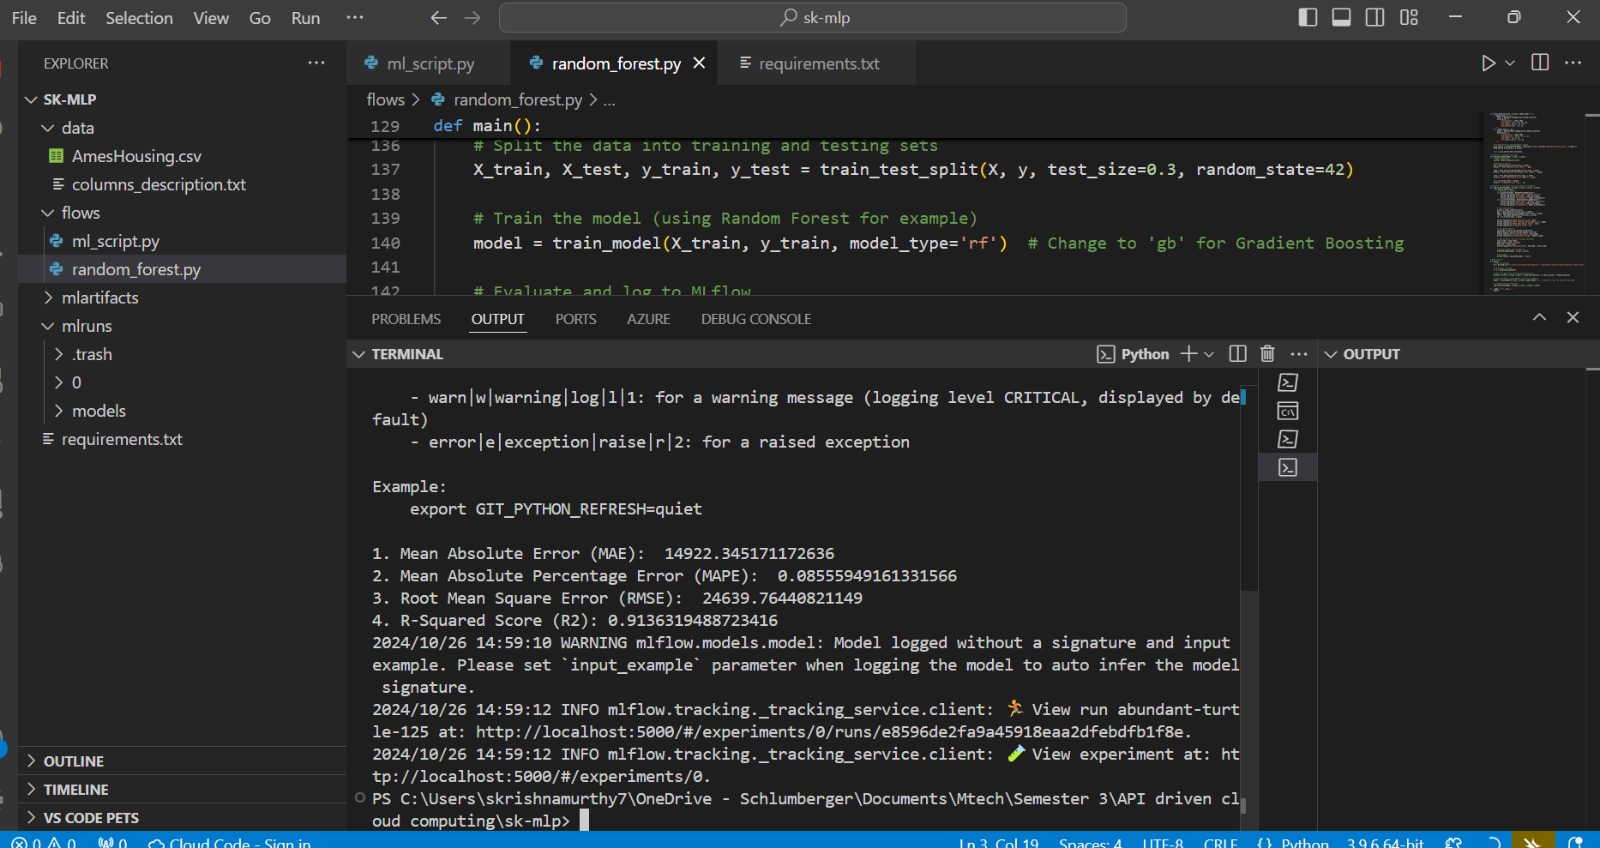 File Edit Selection View Go Run ··· sk-mlp
EXPLORER ···
SK-MLP
data
AmesHousing.csv
columns_description.txt
flows
ml_script.py
random_forest.py
mlartifacts
mlruns
.trash
0
models
requirements.txt
OUTLINE
TIMELINE
VS CODE PETS
ml_script.py random_forest.py requirements.txt
flows > random_forest.py > ...
129 def main():
136 # Split the data into training and testing sets
137 X_train, X_test, y_train, y_test = train_test_split(X, y, test_size=0.3, random_state=42)
138
139 # Train the model (using Random Forest for example)
140 model = train_model(X_train, y_train, model_type='rf') # Change to 'gb' for Gradient Boosting
141
142 # Evaluate and log to MLflow
PROBLEMS OUTPUT PORTS AZURE DEBUG CONSOLE
TERMINAL Python OUTPUT
- warn|w|warning|log|l|1: for a warning message (logging level CRITICAL, displayed by de
fault)
- error|e|exception|raise|r|2: for a raised exception
Example:
export GIT_PYTHON_REFRESH=quiet
1. Mean Absolute Error (MAE): 14922.345171172636
2. Mean Absolute Percentage Error (MAPE): 0.08555949161331566
3. Root Mean Square Error (RMSE): 24639.76440821149
4. R-Squared Score (R2): 0.9136319488723416
2024/10/26 14:59:10 WARNING mlflow.models.model: Model logged without a signature and input
example. Please set `input_example` parameter when logging the model to auto infer the model
signature.
2024/10/26 14:59:12 INFO mlflow.tracking._tracking_service.client: 🏃 View run abundant-turt
le-125 at: http://localhost:5000/#/experiments/0/runs/e8596de2fa9a45918eaa2dfebdfb1f8e.
2024/10/26 14:59:12 INFO mlflow.tracking._tracking_service.client: 🧪 View experiment at: ht
tp://localhost:5000/#/experiments/0.
PS C:\Users\skrishnamurthy7\OneDrive - Schlumberger\Documents\Mtech\Semester 3\API driven cl
oud computing\sk-mlp>
0 0 0 Cloud Code - Sign in Ln 3, Col 19 Spaces: 4 UTF-8 CRLF {} Python 3.9.6 64-bit